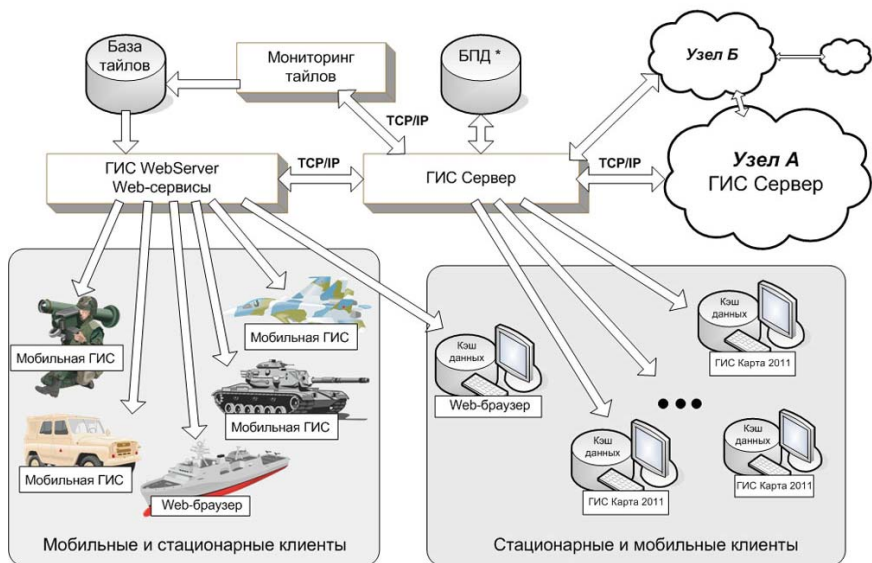 База
тайлов
Мониторинг
тайлов
БПД *
Узел Б
TCP/IP
ГИС WebServer
Web-сервисы
TCP/IP
ГИС Сервер
TCP/IP
Узел А
ГИС Сервер
Мобильная ГИС
Мобильная ГИС
Мобильная ГИС
Мобильная ГИС
Web-браузер
Мобильные и стационарные клиенты
Кэш
данных
ГИС Карта 2011
Кэш
данных
Web-браузер
Кэш
данных
ГИС Карта 2011
Кэш
данных
ГИС Карта 2011
Стационарные и мобильные клиенты